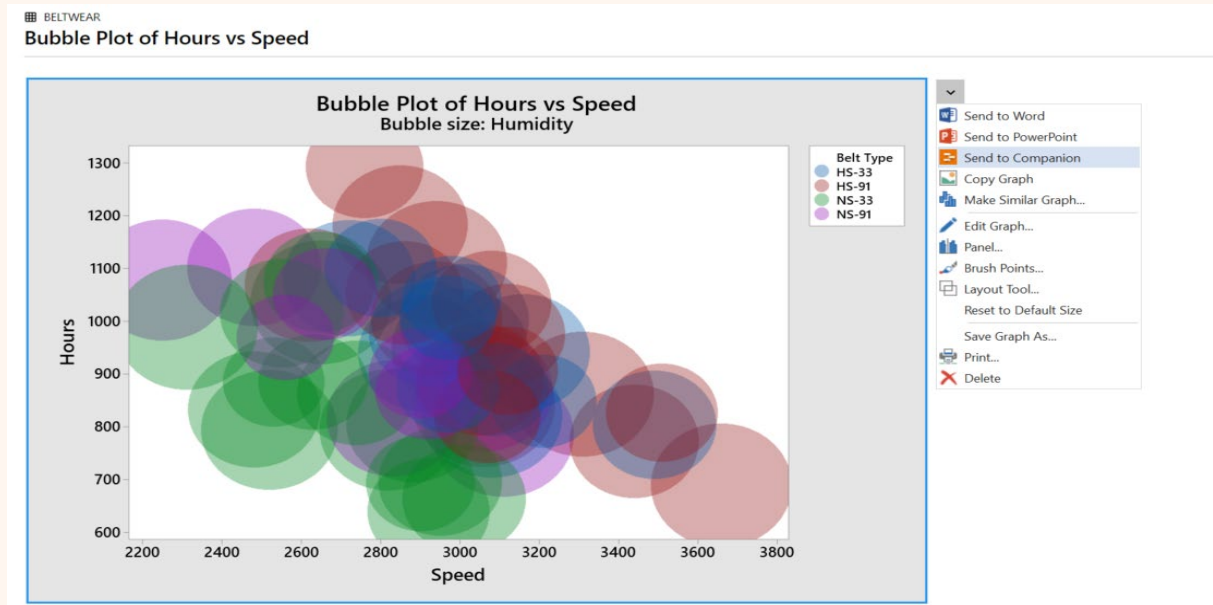 BELTWEAR
Bubble Plot of Hours vs Speed
Bubble Plot of Hours vs Speed
Bubble size: Humidity
1300
1200
1100
1000
900
800
700
600
Hours
2200 2400 2600 2800 3000 3200 3400 3600 3800
Speed
Belt Type
HS-33
HS-91
NS-33
NS-91
Send to Word
Send to PowerPoint
Send to Companion
Copy Graph
Make Similar Graph...
Edit Graph...
Panel...
Brush Points...
Layout Tool...
Reset to Default Size
Save Graph As...
Print...
Delete